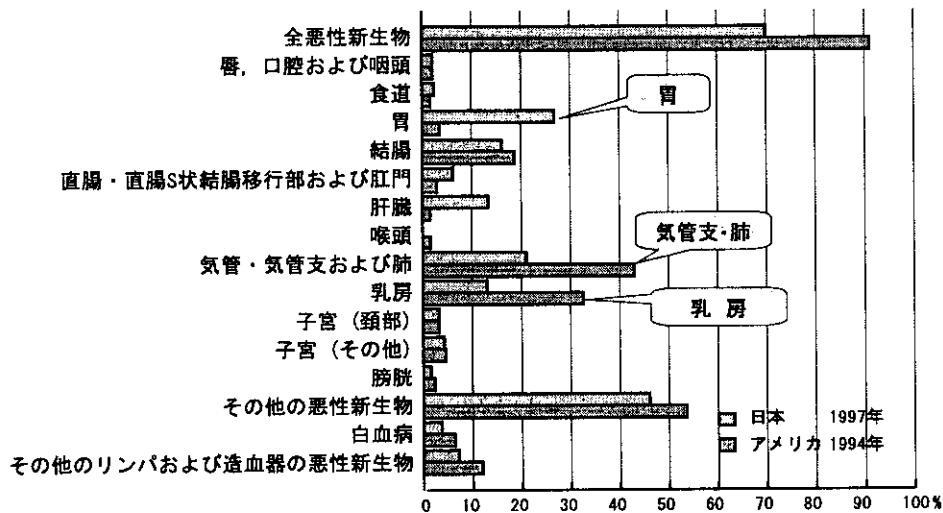 全悪性新生物
唇，口腔および咽頭
食道
胃
胃
結腸
直腸・直腸S状結腸移行部および肛門
肝臓
喉頭
気管支・肺
気管・気管支および肺
乳房
乳 房
子宮（頸部）
子宮（その他）
膀胱
その他の悪性新生物
日本 1997年
白血病
アメリカ 1994年
その他のリンパおよび造血器の悪性新生物
0 10 20 30 40 50 60 70 80 90 100%